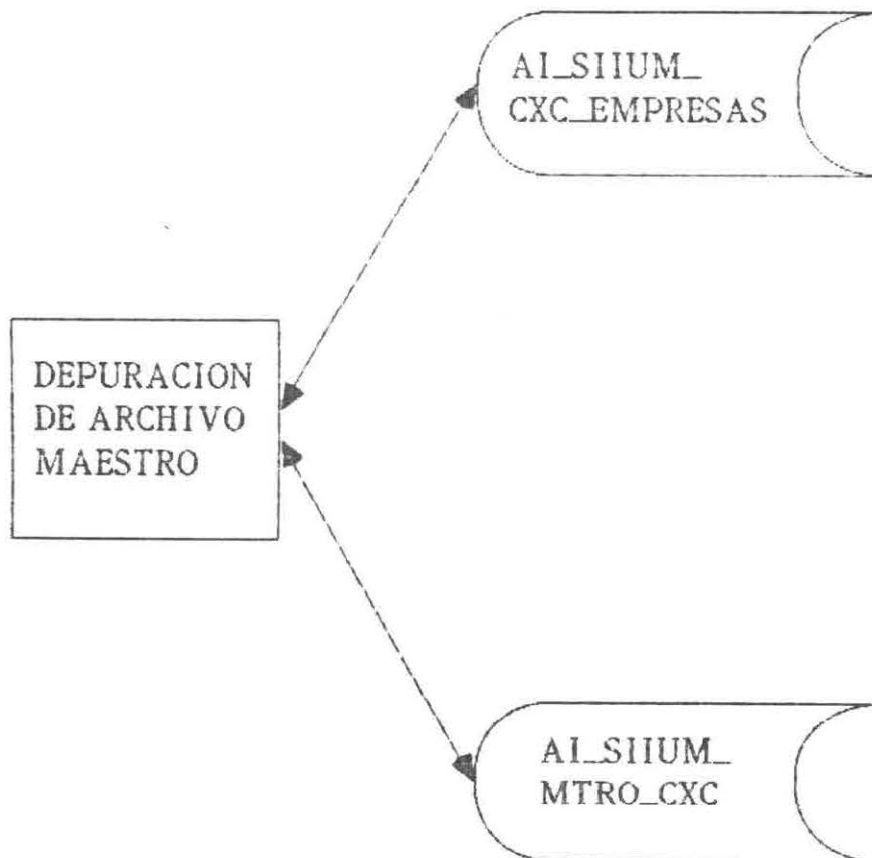 AI_SIIUM_
CXC_EMPRESAS
DEPURACION
DE ARCHIVO
MAESTRO
AI_SIIUM_
MTRO_CXC